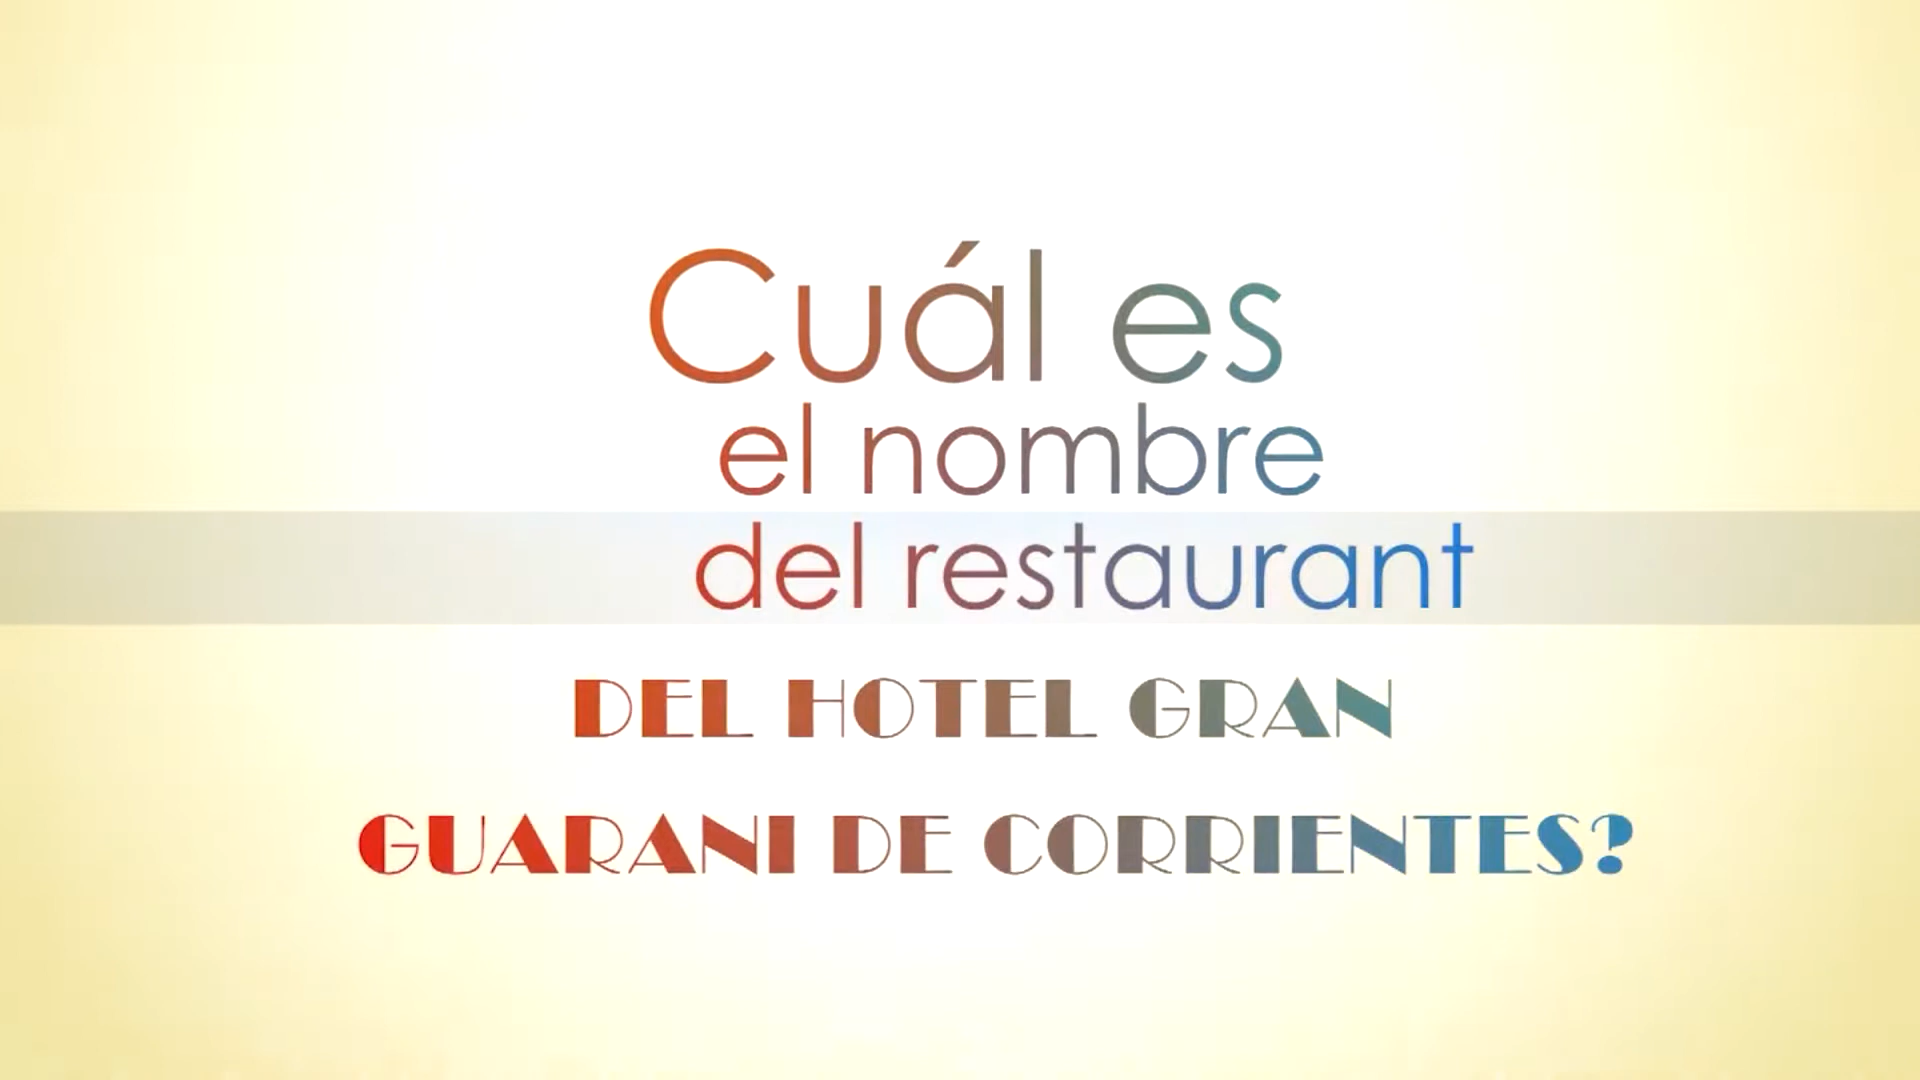 Cuál es
el nombre
del restaurant
DEL HOTEL GRAN
GUARANI DE CORRIENTES?